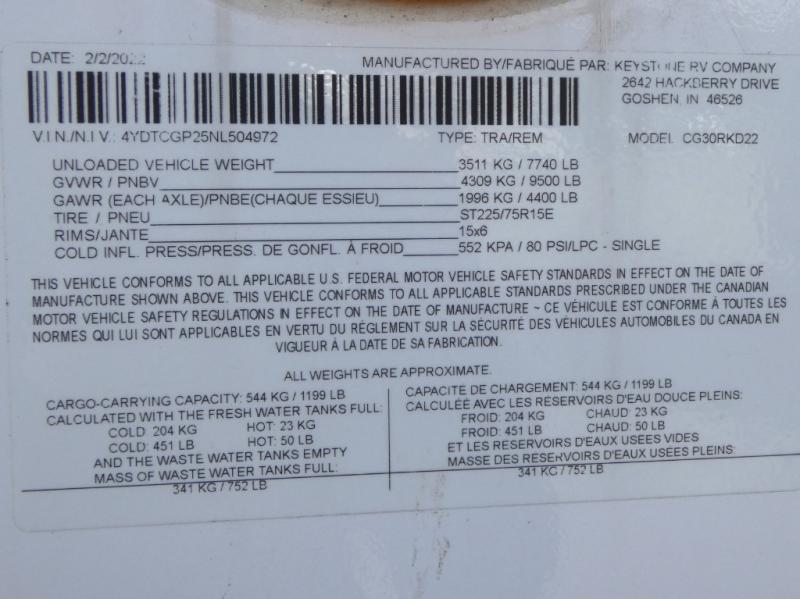 DATE: 2/2/2022
MANUFACTURED BY/FABRIQUÉ PAR: KEYSTONE RV COMPANY
2642 HACKBERRY DRIVE
GOSHEN, IN 46526
V.I.N./N.I.V.: 4YDTCGP25NL504972 TYPE: TRA/REM MODEL CG30RKD22
UNLOADED VEHICLE WEIGHT 3511 KG / 7740 LB
GVWR / PNBV 4309 KG / 9500 LB
GAWR (EACH AXLE)/PNBE(CHAQUE ESSIEU) 1996 KG / 4400 LB
TIRE / PNEU ST225/75R15E
RIMS/JANTE 15x6
COLD INFL. PRESS/PRESS. DE GONFL. À FROID 552 KPA / 80 PSI/LPC - SINGLE
THIS VEHICLE CONFORMS TO ALL APPLICABLE U.S. FEDERAL MOTOR VEHICLE SAFETY STANDARDS IN EFFECT ON THE DATE OF
MANUFACTURE SHOWN ABOVE. THIS VEHICLE CONFORMS TO ALL APPLICABLE STANDARDS PRESCRIBED UNDER THE CANADIAN
MOTOR VEHICLE SAFETY REGULATIONS IN EFFECT ON THE DATE OF MANUFACTURE ~ CE VÉHICULE EST CONFORME À TOUTES LES
NORMES QUI LUI SONT APPLICABLES EN VERTU DU RÉGLEMENT SUR LA SÉCURITÉ DES VÉHICULES AUTOMOBILES DU CANADA EN
VIGUEUR À LA DATE DE SA FABRICATION.
ALL WEIGHTS ARE APPROXIMATE.
CARGO-CARRYING CAPACITY: 544 KG / 1199 LB
CALCULATED WITH THE FRESH WATER TANKS FULL:
COLD: 204 KG HOT: 23 KG
COLD: 451 LB HOT: 50 LB
AND THE WASTE WATER TANKS EMPTY
MASS OF WASTE WATER TANKS FULL:
341 KG / 752 LB
CAPACITE DE CHARGEMENT: 544 KG / 1199 LB
CALCULÉE AVEC LES RESERVOIRS D'EAU DOUCE PLEINS:
FROID: 204 KG CHAUD: 23 KG
FROID: 451 LB CHAUD: 50 LB
ET LES RESERVOIRS D'EAUX USEES VIDES
MASSE DES RESERVOIRS D'EAUX USEES PLEINS:
341 KG / 752 LB